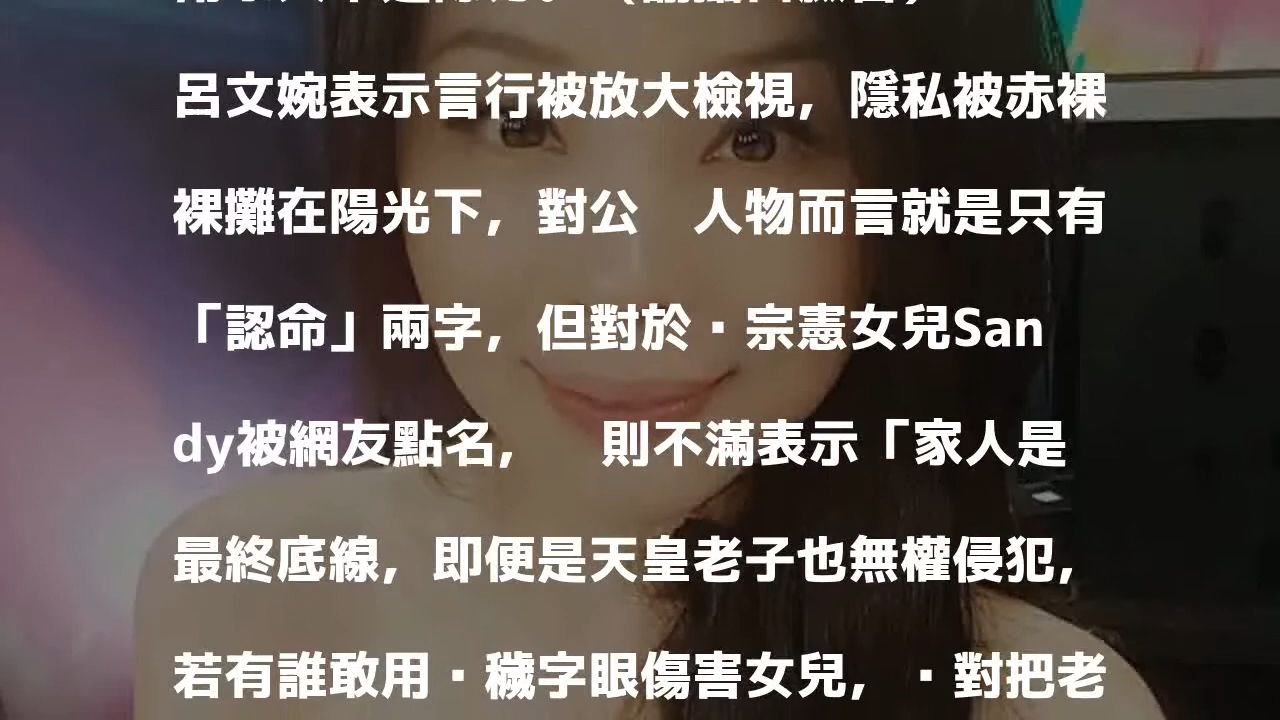 呂文婉表示言行被放大檢視，隱私被赤裸
裸攤在陽光下，對公　人物而言就是只有
「認命」兩字，但對於·宗憲女兒San
dy被網友點名，　則不滿表示「家人是
最終底線，即便是天皇老子也無權侵犯，
若有誰敢用·穢字眼傷害女兒，·對把老